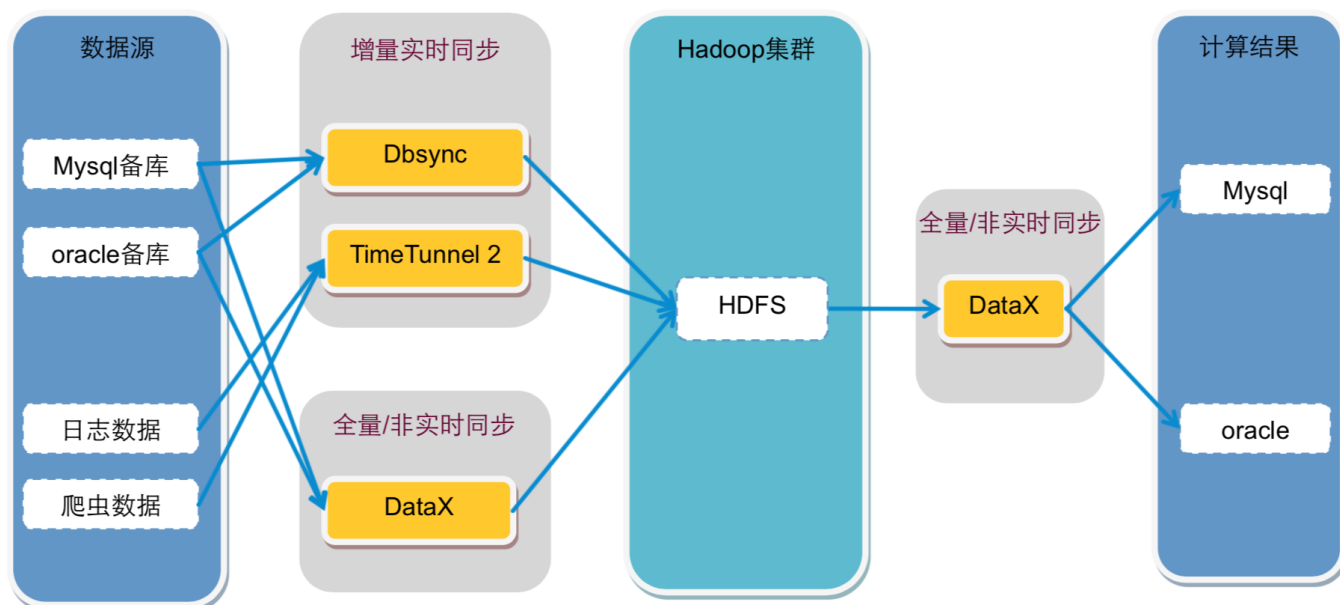 数据源
Mysql备库
oracle备库
日志数据
爬虫数据
增量实时同步
Dbsync
TimeTunnel 2
全量/非实时同步
DataX
Hadoop集群
HDFS
全量/非实时同步
DataX
计算结果
Mysql
oracle